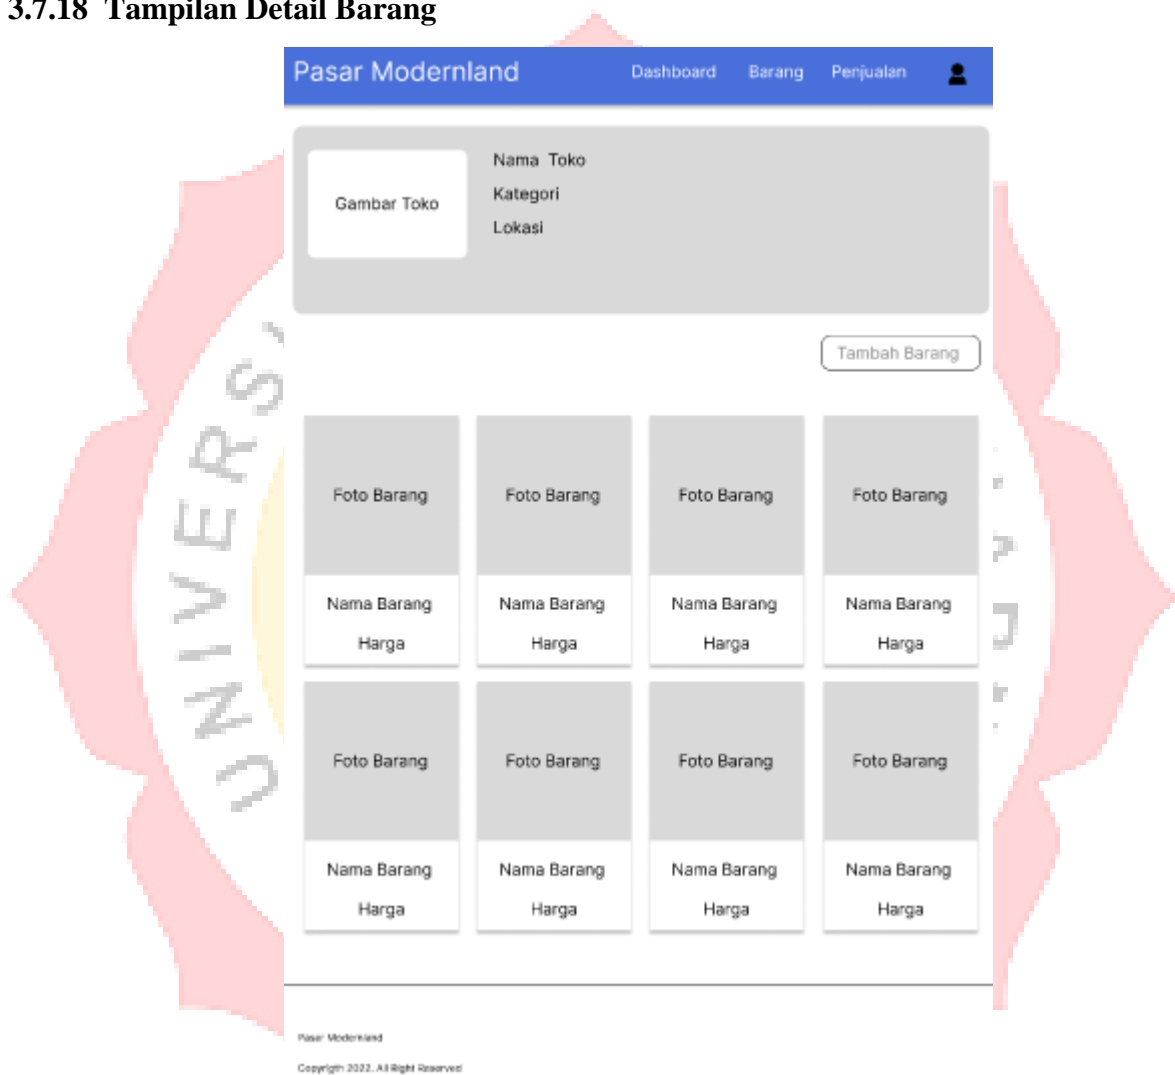 3.7.18 Tampilan Detail Barang
Pasar Modernland Dashboard Barang Penjualan
Nama Toko
Gambar Toko
Kategori
Lokasi
Tambah Barang
Foto Barang Foto Barang Foto Barang Foto Barang
Nama Barang Nama Barang Nama Barang Nama Barang
Harga Harga Harga Harga
Foto Barang Foto Barang Foto Barang Foto Barang
Nama Barang Nama Barang Nama Barang Nama Barang
Harga Harga Harga Harga
Pasar Modernland
Copyrigth 2022. All Right Reserved
UNIVERS